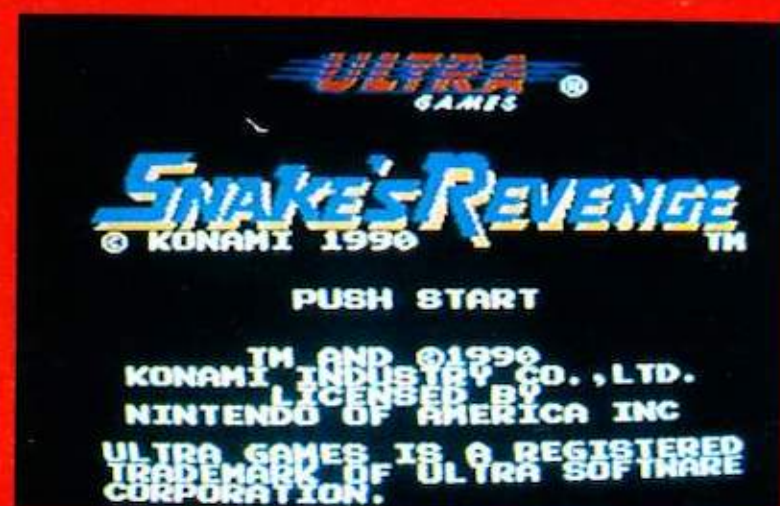 ULTRA ®
GAMES
SNAKE'S REVENGE
© KONAMI 1990 TM
PUSH START
TM AND ©1990
KONAMI INDUSTRY CO.,LTD.
LICENSED BY
NINTENDO OF AMERICA INC
ULTRA GAMES IS A REGISTERED
TRADEMARK OF ULTRA SOFTWARE
CORPORATION.